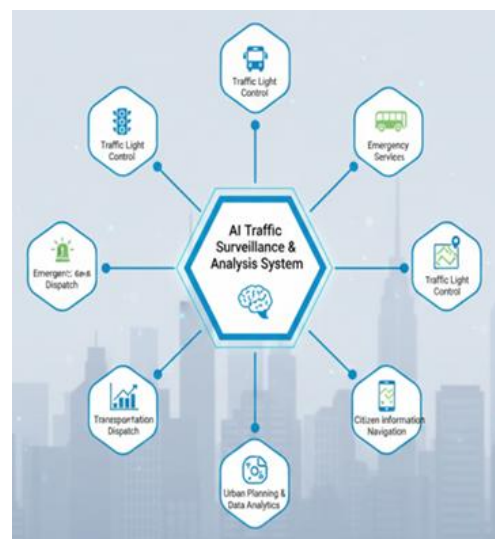 Traffic Light
Control
Traffic Light
Control
Emergency
Services
AI Traffic
Surveillance &
Analysis System
Dispatch
Traffic Light
Control
Transportation
Dispatch
Citizen Information
Navigation
Urban Planning &
Data Analytics